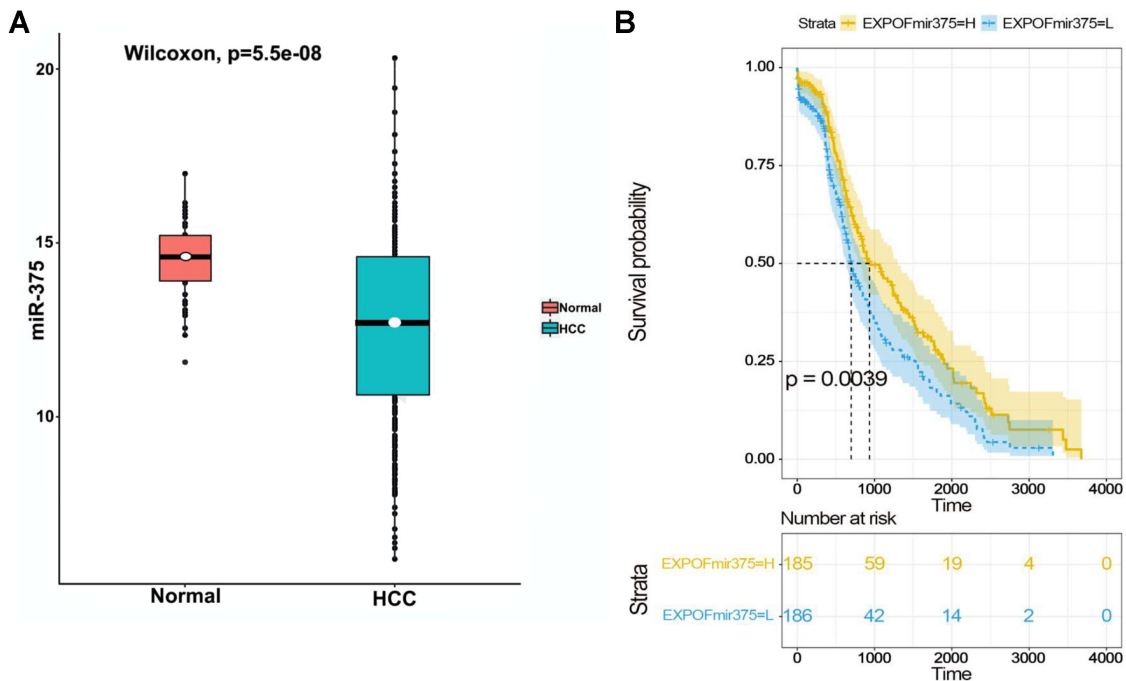 A
Wilcoxon, p=5.5e-08
miR-375
20
15
10
Normal
HCC
Normal
HCC
B
Strata EXPOFmir375=H EXPOFmir375=L
Survival probability
1.00
0.75
0.50
0.25
0.00
p = 0.0039
0 1000 2000 3000 4000
Time
Number at risk
Strata
EXPOFmir375=H 185 59 19 4 0
EXPOFmir375=L 186 42 14 2 0
0 1000 2000 3000 4000
Time